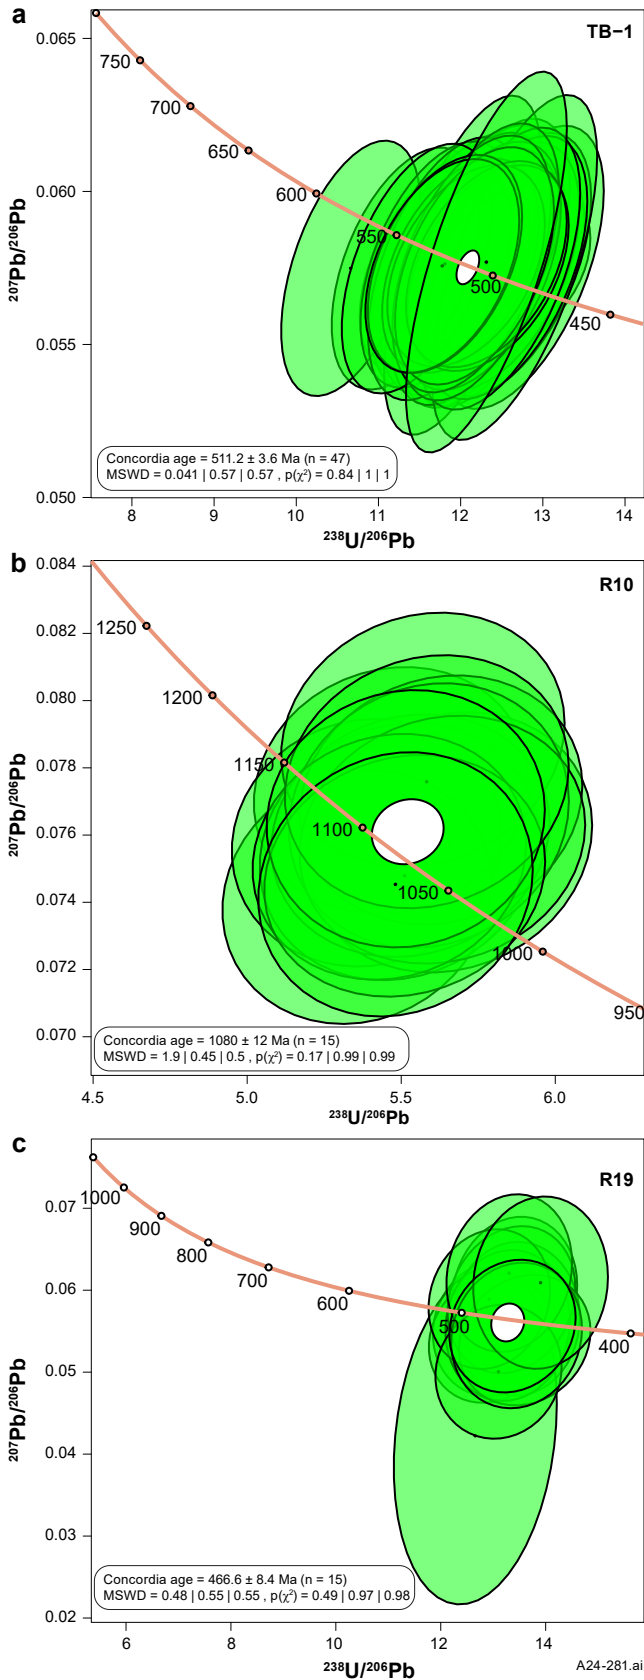 a
TB−1
0.065
0.060
0.055
0.050
207Pb/206Pb
750
700
650
600
550
500
450
Concordia age = 511.2 ± 3.6 Ma (n = 47)
MSWD = 0.041 | 0.57 | 0.57 , p(χ²) = 0.84 | 1 | 1
8 9 10 11 12 13 14
238U/206Pb
b
R10
0.084
0.082
0.080
0.078
0.076
0.074
0.072
0.070
207Pb/206Pb
1250
1200
1150
1100
1050
1000
950
Concordia age = 1080 ± 12 Ma (n = 15)
MSWD = 1.9 | 0.45 | 0.5 , p(χ²) = 0.17 | 0.99 | 0.99
4.5 5.0 5.5 6.0
238U/206Pb
c
R19
0.07
0.06
0.05
0.04
0.03
0.02
207Pb/206Pb
1000
900
800
700
600
500
400
Concordia age = 466.6 ± 8.4 Ma (n = 15)
MSWD = 0.48 | 0.55 | 0.55 , p(χ²) = 0.49 | 0.97 | 0.98
6 8 10 12 14
238U/206Pb
A24-281.ai